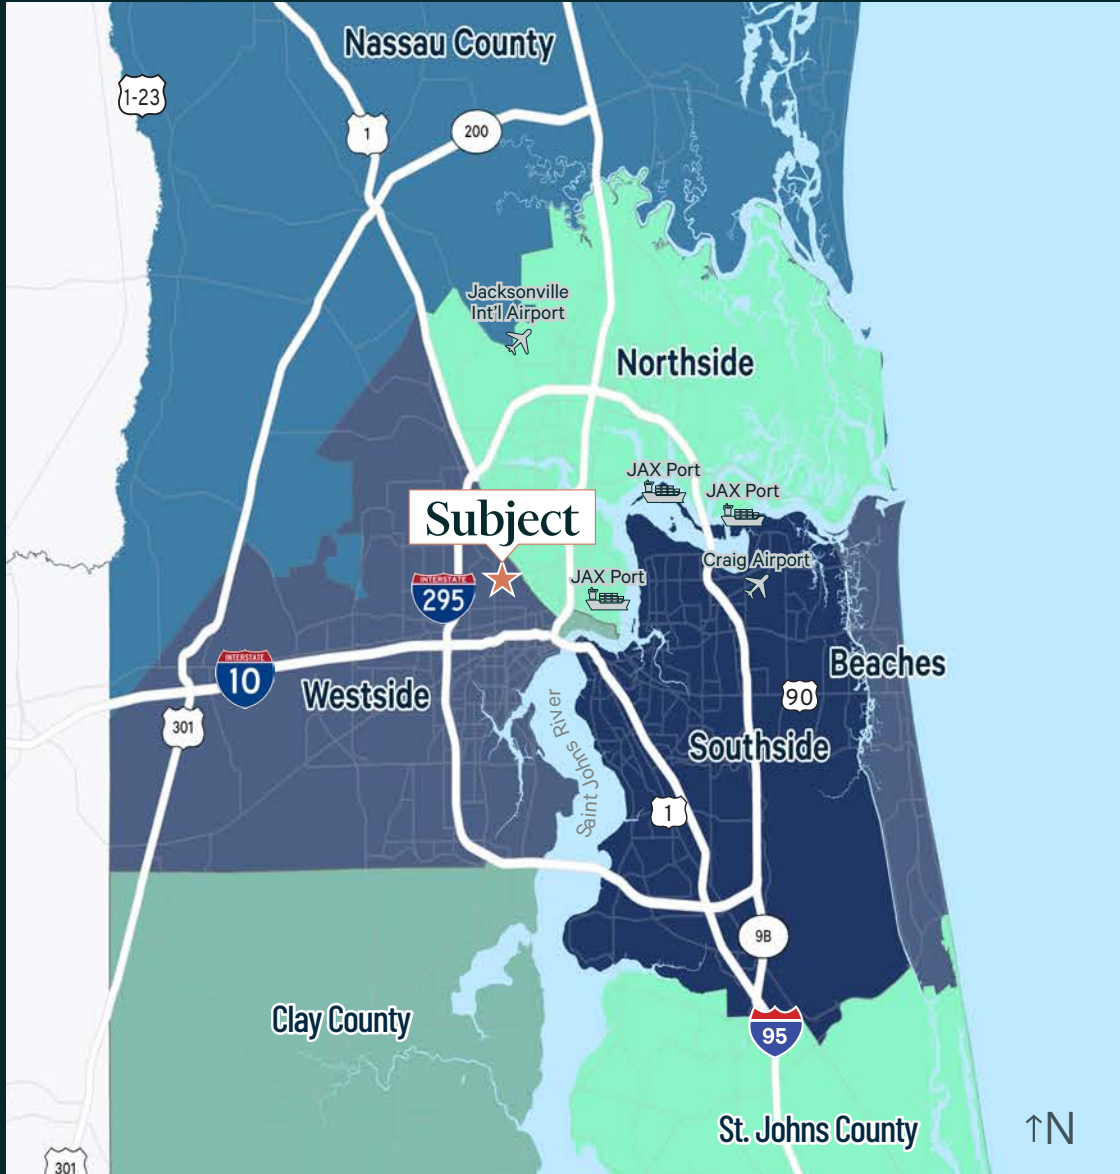 Nassau County
1-23
1
200
Jacksonville
Int'l Airport
Northside
JAX Port
JAX Port
Subject
Craig Airport
INTERSTATE
295
JAX Port
INTERSTATE
10
Westside
Beaches
90
301
Saint Johns River
Southside
1
9B
Clay County
95
St. Johns County
↑N
301